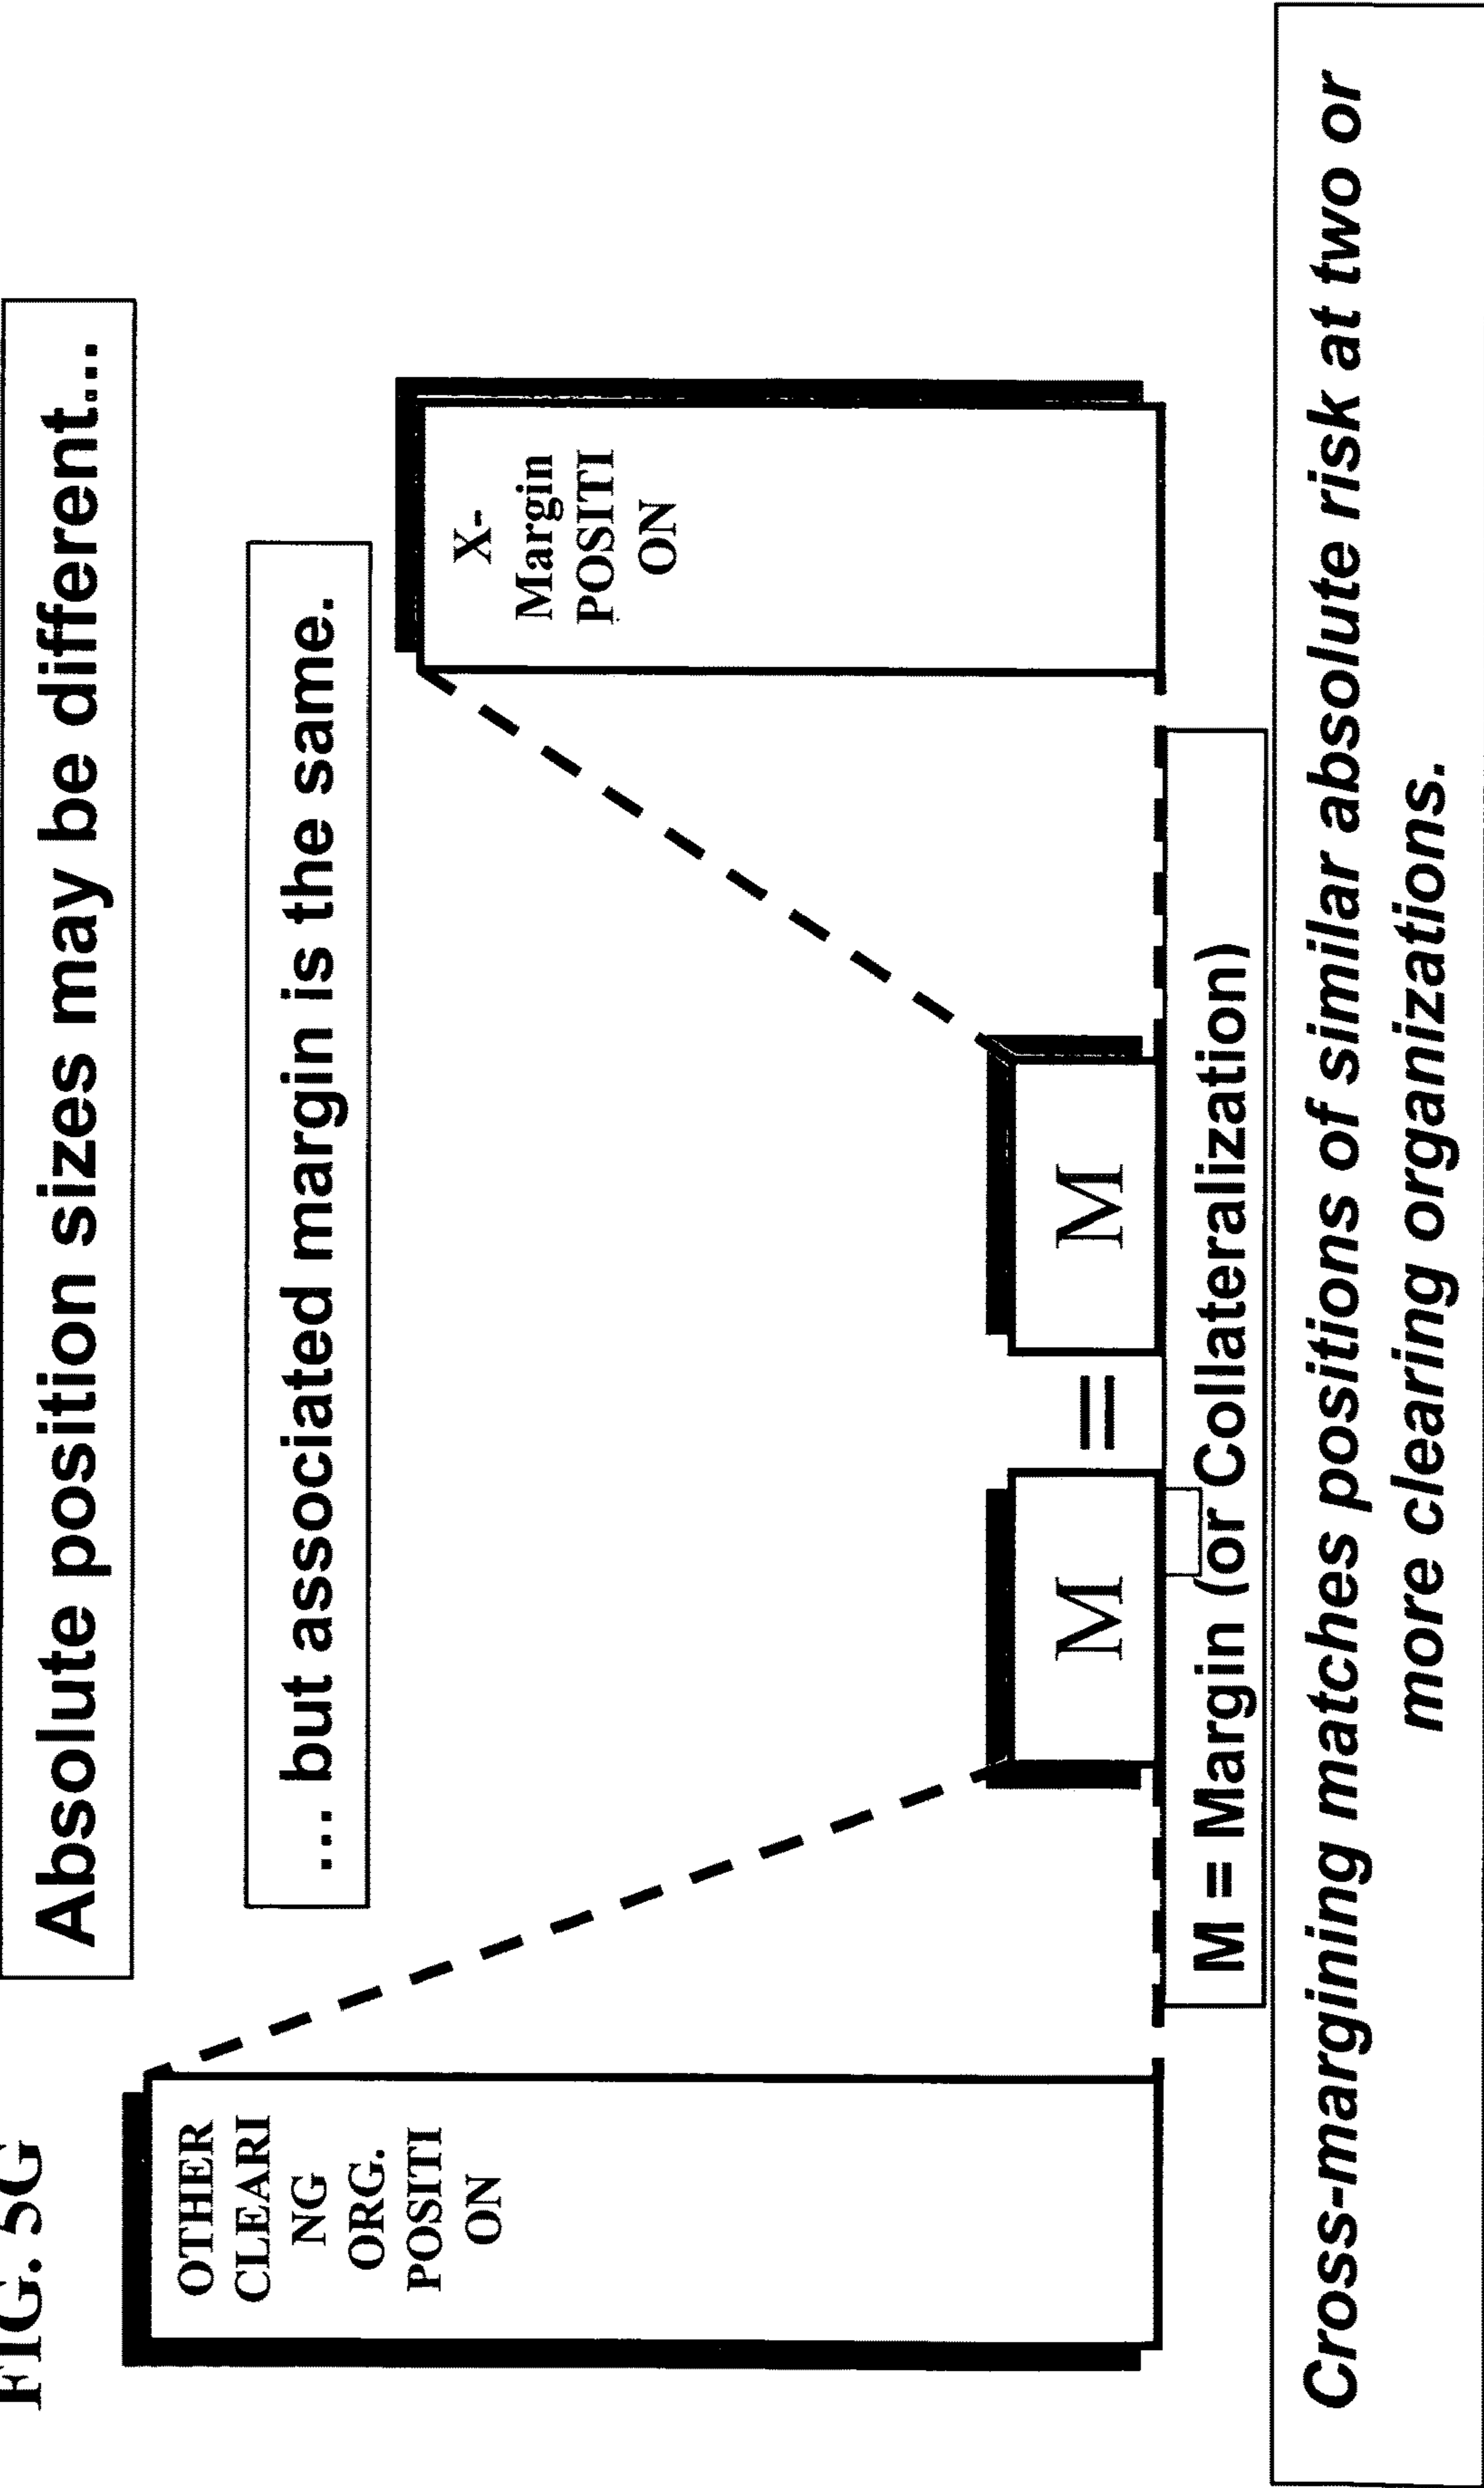 FIG. 5G
Absolute position sizes may be different...
... but associated margin is the same.
OTHER
CLEARI
NG
ORG.
POSITI
ON
X-
Margin
POSITI
ON
M
=
M
M = Margin (or Collateralization)
Cross-margining matches positions of similar absolute risk at two or
more clearing organizations.